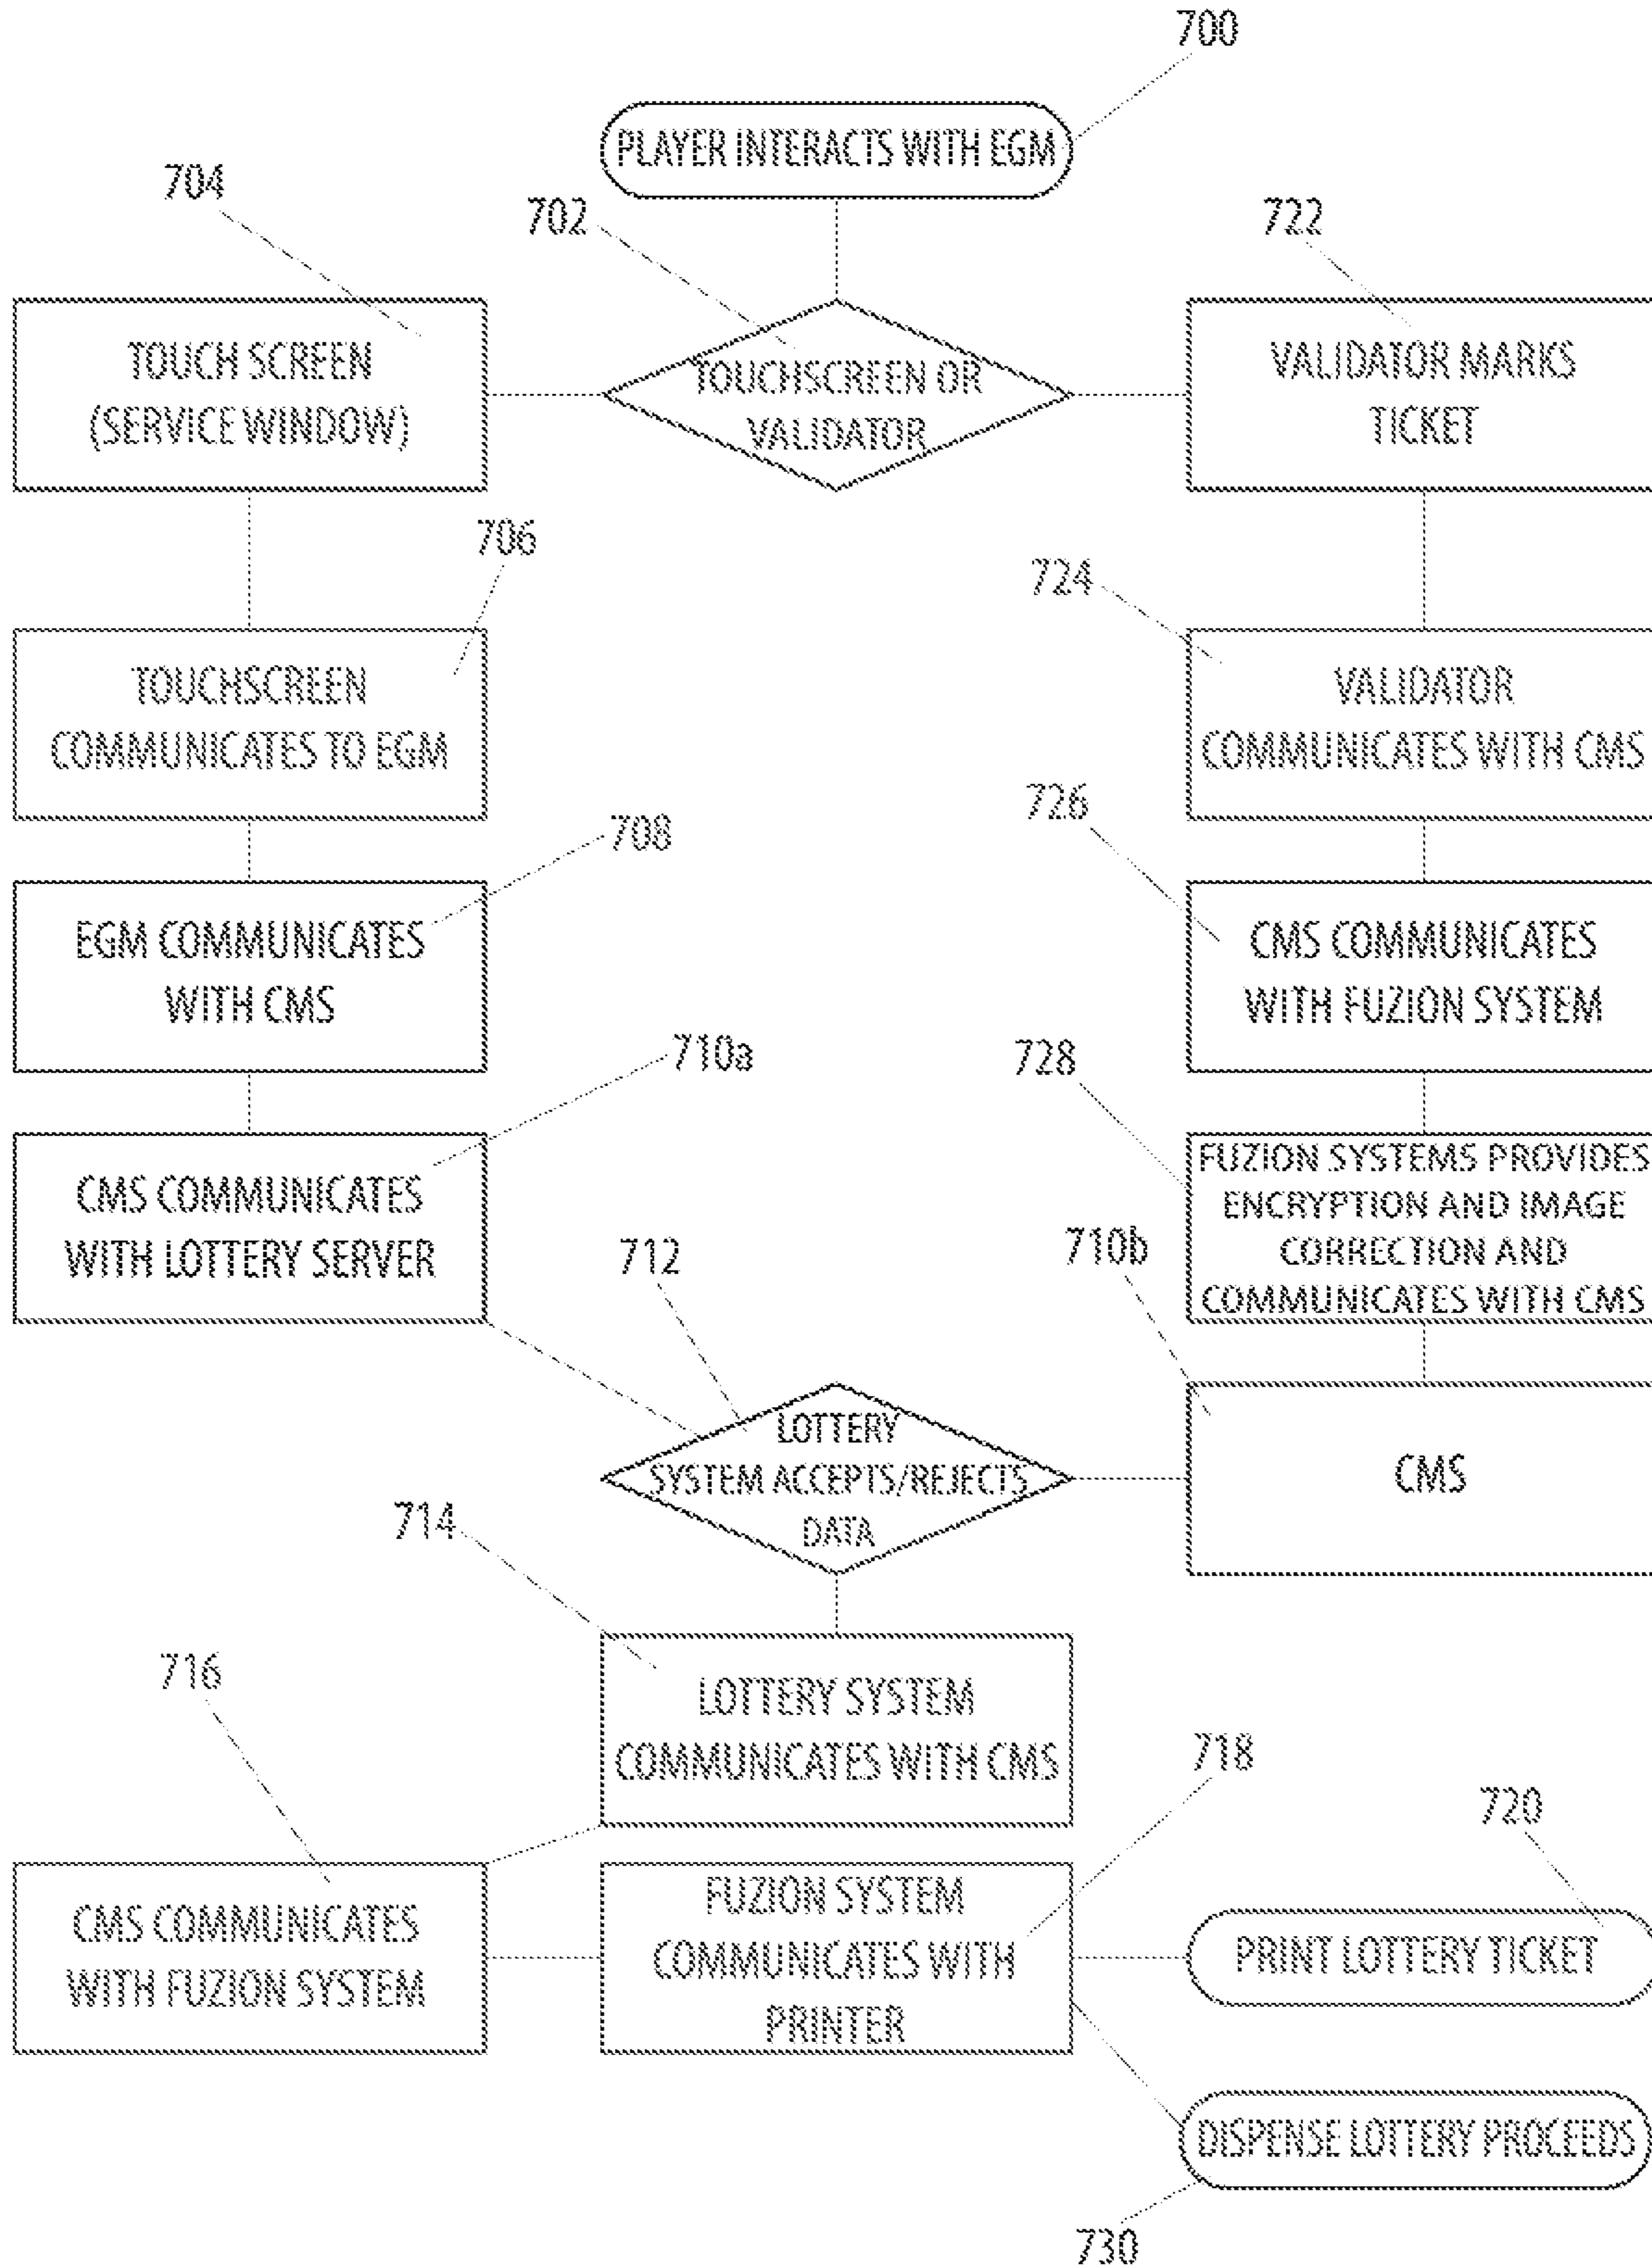 700
PLAYER INTERACTS WITH EGM
704
702
722
TOUCH SCREEN
(SERVICE WINDOW)
TOUCHSCREEN OR
VALIDATOR
VALIDATOR MARKS
TICKET
706
724
TOUCHSCREEN
COMMUNICATES TO EGM
VALIDATOR
COMMUNICATES WITH CMS
708
726
EGM COMMUNICATES
WITH CMS
CMS COMMUNICATES
WITH FUZION SYSTEM
710a
728
CMS COMMUNICATES
WITH LOTTERY SERVER
FUZION SYSTEMS PROVIDES
ENCRYPTION AND IMAGE
CORRECTION AND
COMMUNICATES WITH CMS
712
710b
LOTTERY
SYSTEM ACCEPTS/REJECTS
DATA
CMS
714
LOTTERY SYSTEM
COMMUNICATES WITH CMS
716
718
720
CMS COMMUNICATES
WITH FUZION SYSTEM
FUZION SYSTEM
COMMUNICATES WITH
PRINTER
PRINT LOTTERY TICKET
DISPENSE LOTTERY PROCEEDS
730